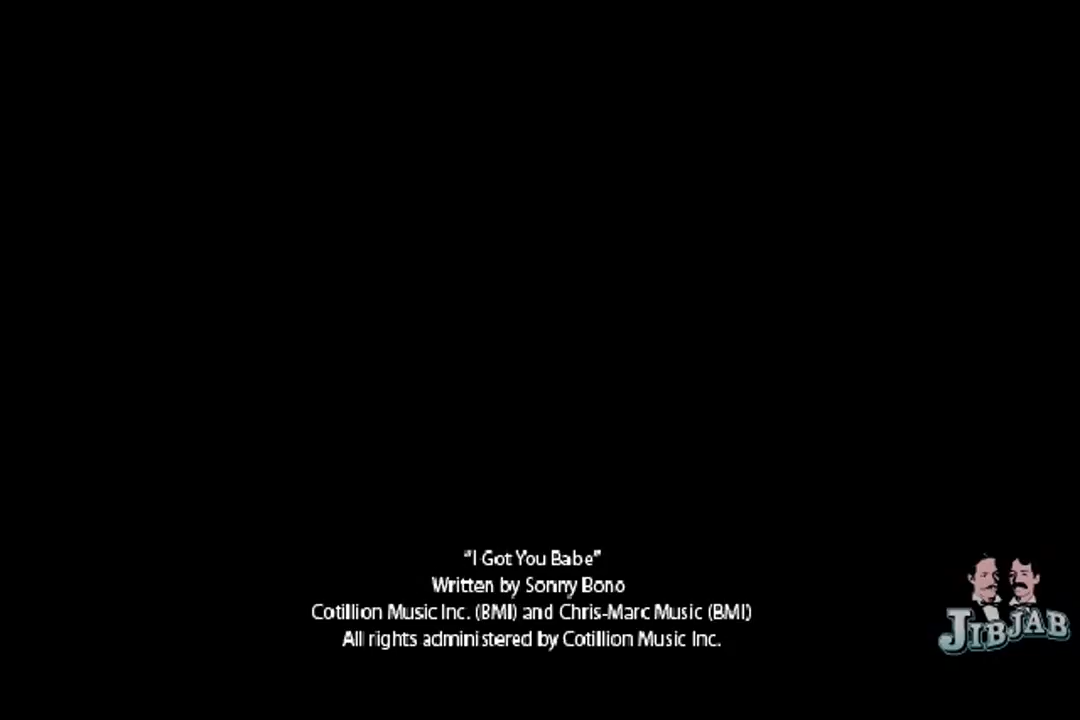 "I Got You Babe"
Written by Sonny Bono
Cotillion Music Inc. (BMI) and Chris-Marc Music (BMI)
All rights administered by Cotillion Music Inc.
JIBJAB